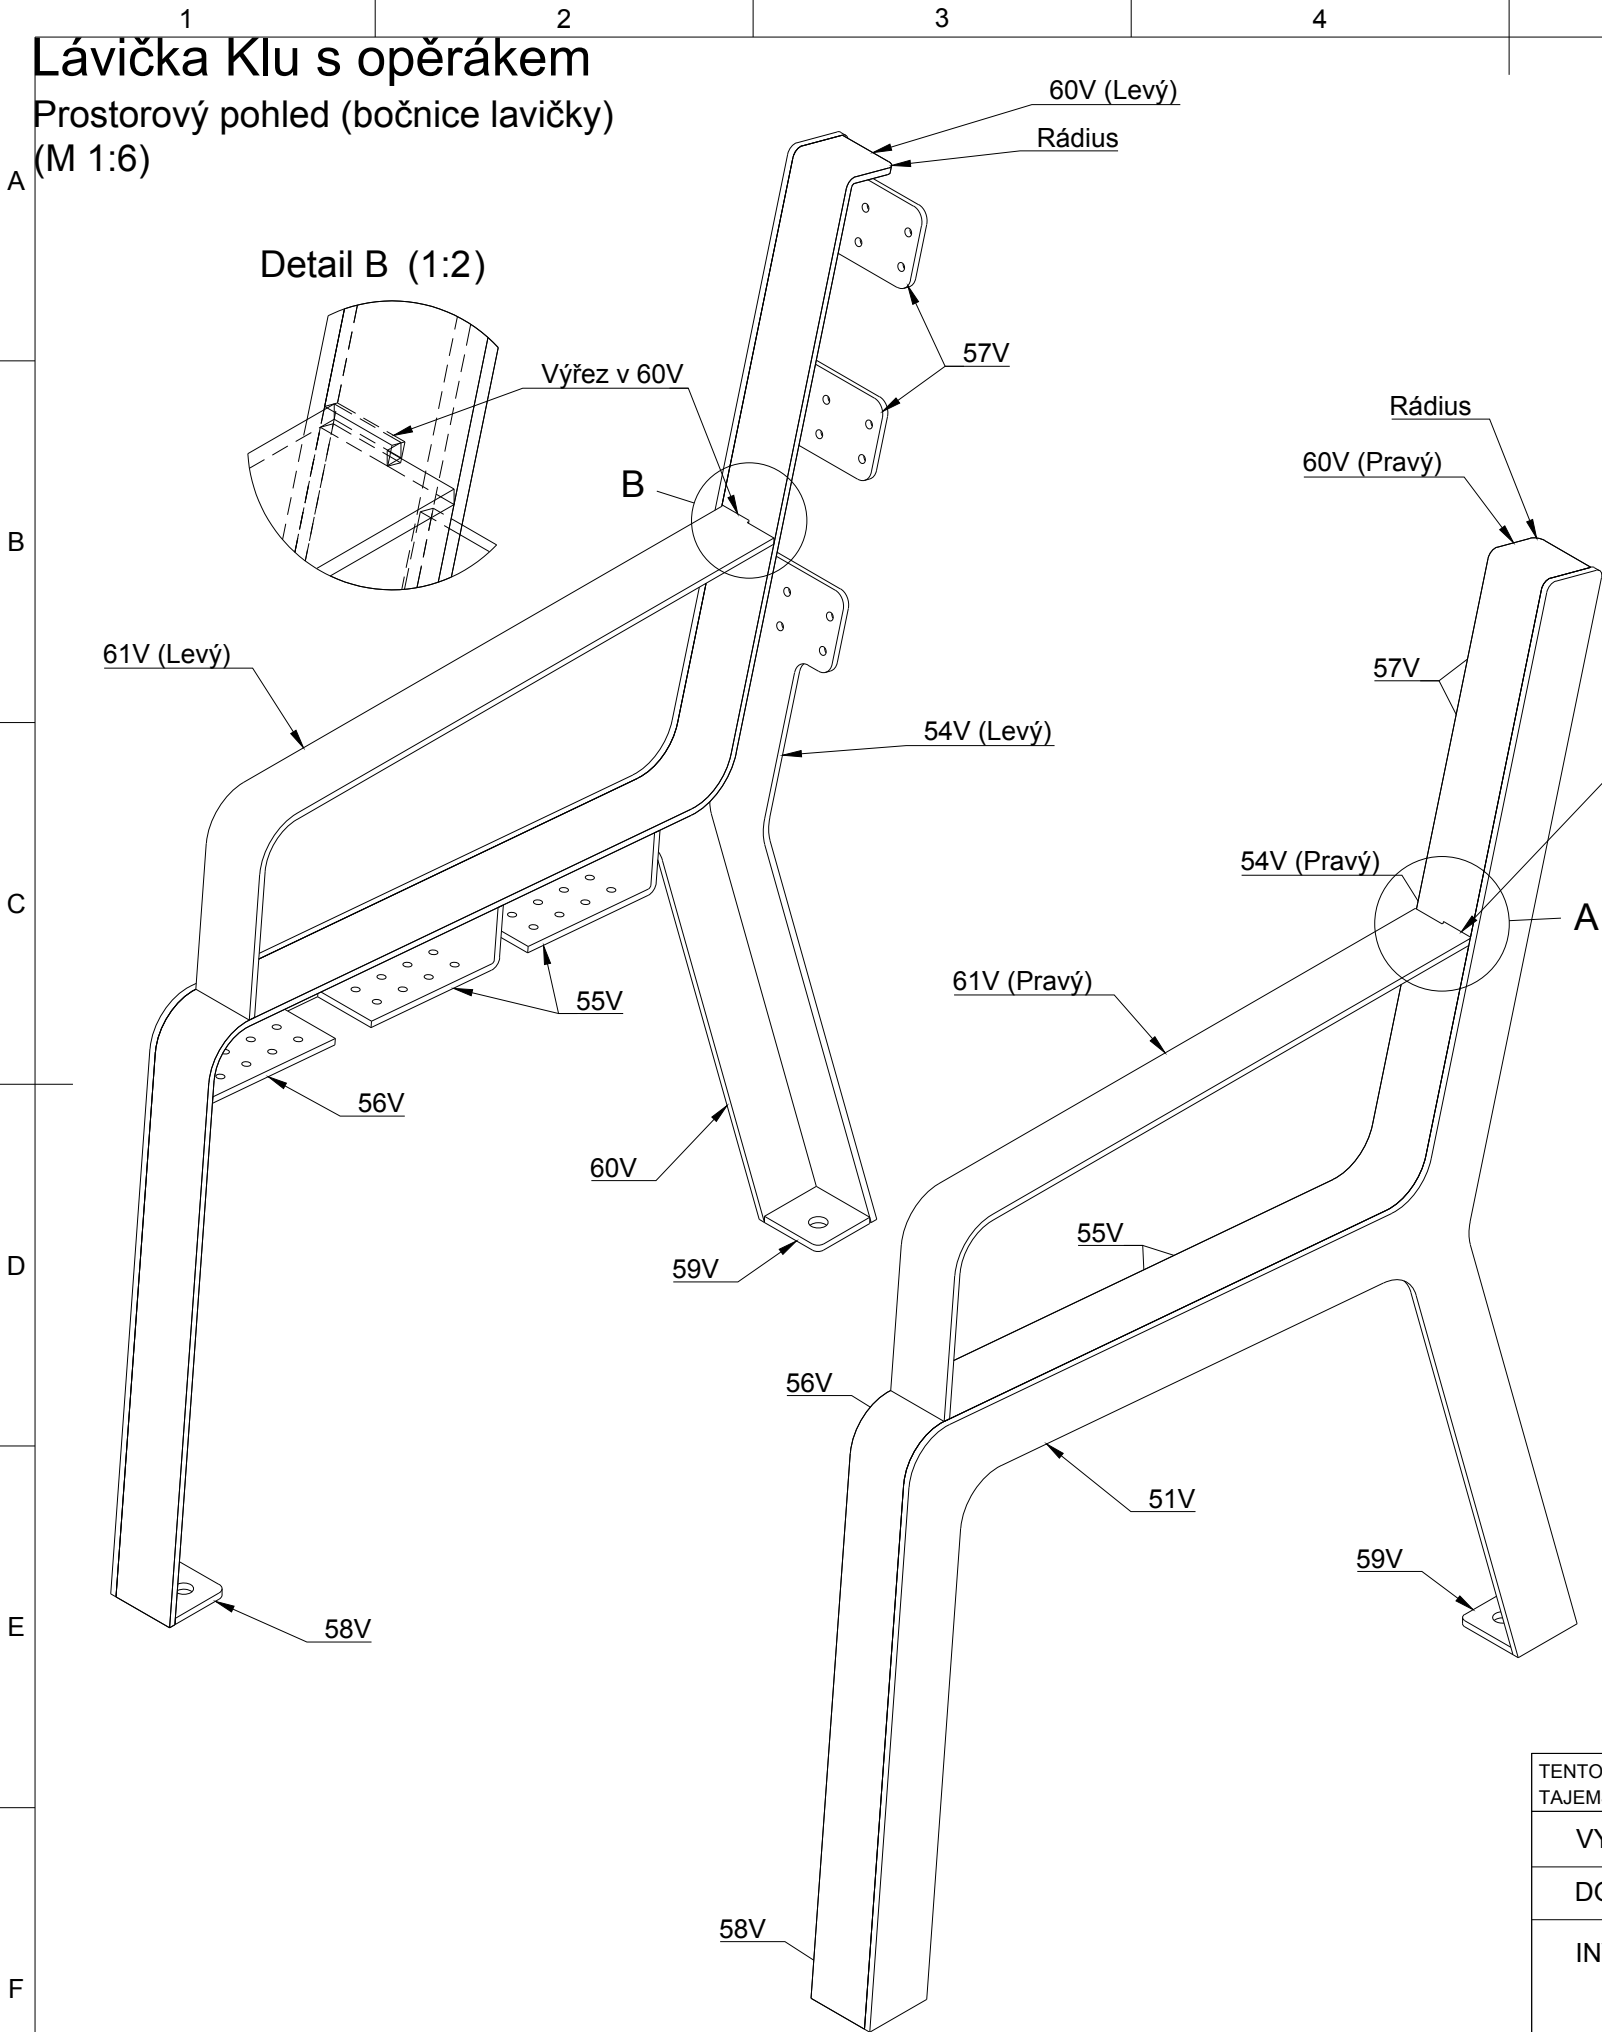 1
2
3
4
Lávička Klu s opěrákem
Prostorový pohled (bočnice lavičky)
(M 1:6)
A
60V (Levý)
Rádius
Detail B (1:2)
57V
Výřez v 60V
Rádius
60V (Pravý)
B
B
61V (Levý)
57V
54V (Levý)
54V (Pravý)
C
A
61V (Pravý)
55V
56V
60V
55V
D
59V
56V
51V
59V
E
58V
TENTO
TAJEM
VÝ
DO
58V
IN
F